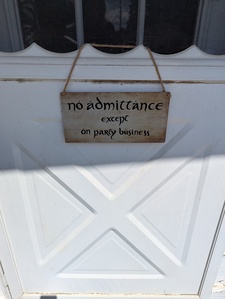 no admittance
except
on party business